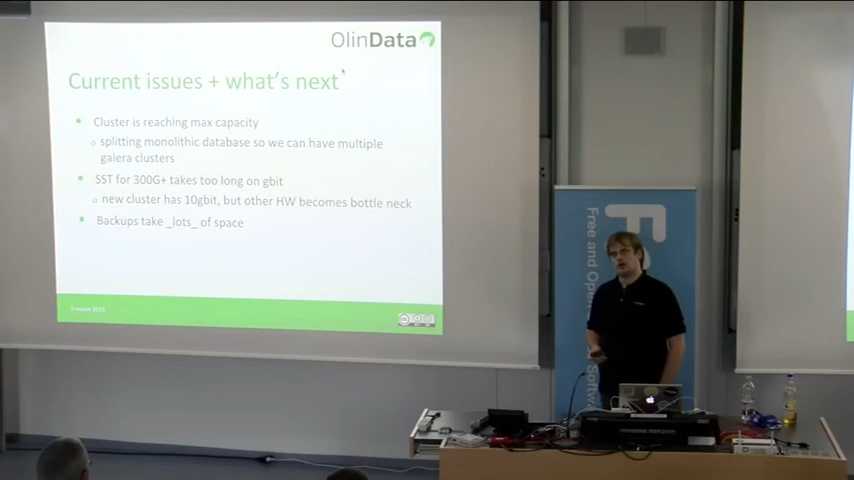 OlinData
Current issues + what's next
Cluster is reaching max capacity
splitting monolithic database so we can have multiple
galera clusters
SST for 300G+ takes too long on gbit
new cluster has 10gbit, but other HW becomes bottle neck
Backups take _lots_ of space
Free and Open
Softw